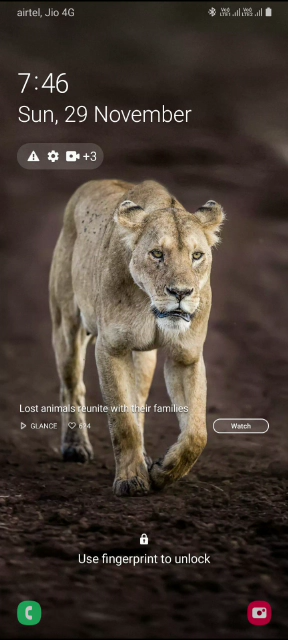 airtel, Jio 4G
7:46
Sun, 29 November
+3
Lost animals reunite with their families
GLANCE
Watch
Use fingerprint to unlock